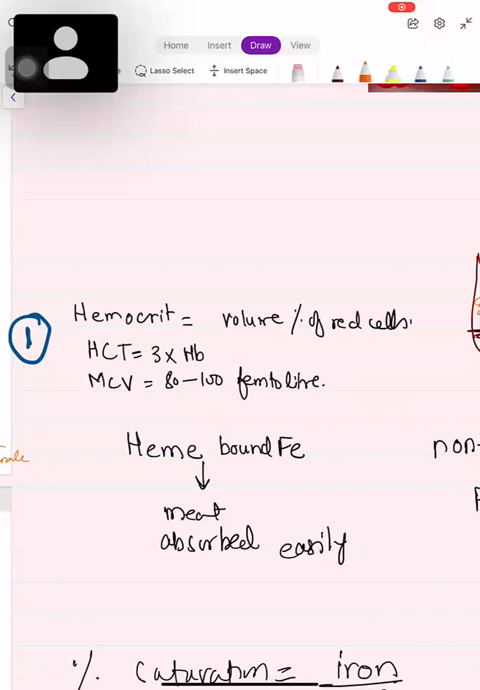 Home Insert Draw View
Lasso Select Insert Space
1
Hemocrit = volume % of red cells.
HCT = 3 x Hb
MCV = 80-100 femtolitre.
Heme bound Fe
non-
↓
meat
absorbed easily
% Caturation = iron